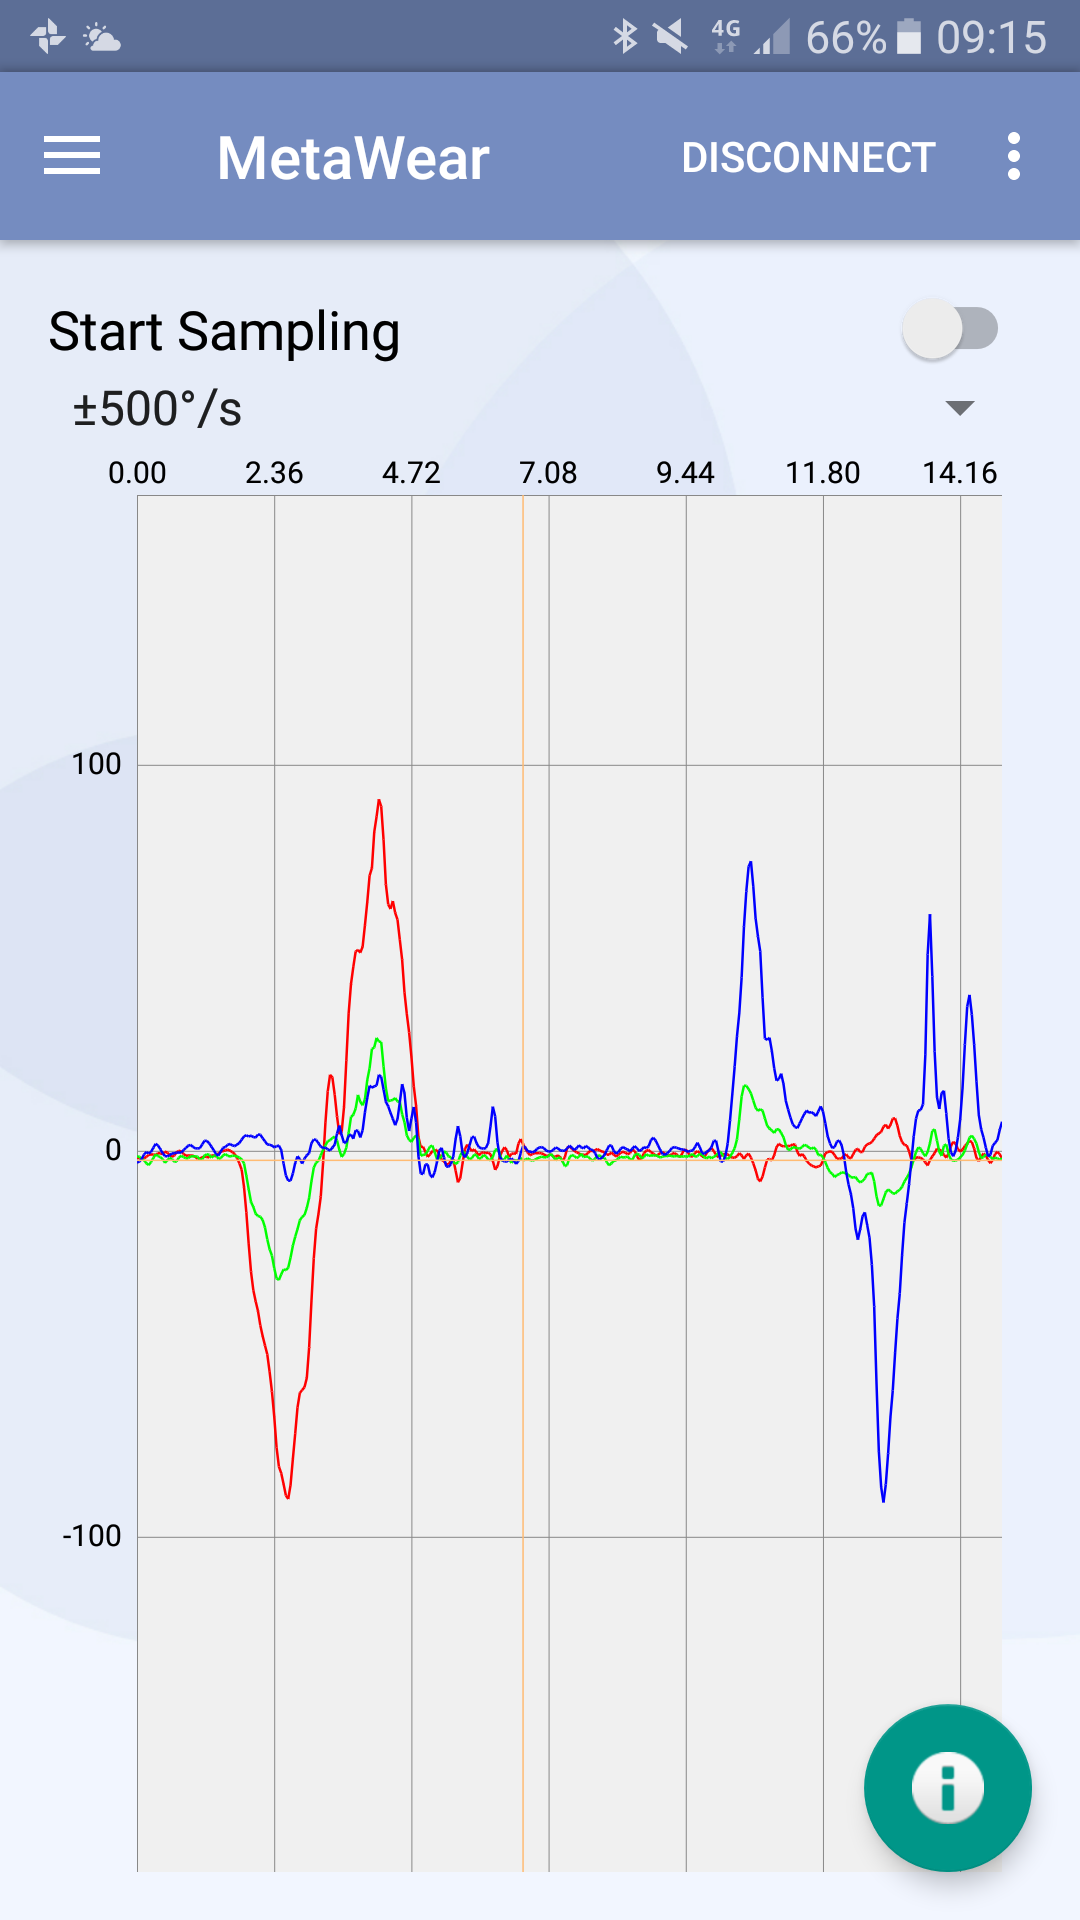 4G 66% 09:15
MetaWear DISCONNECT
Start Sampling
±500°/s
0.00 2.36 4.72 7.08 9.44 11.80 14.16
100
0
-100